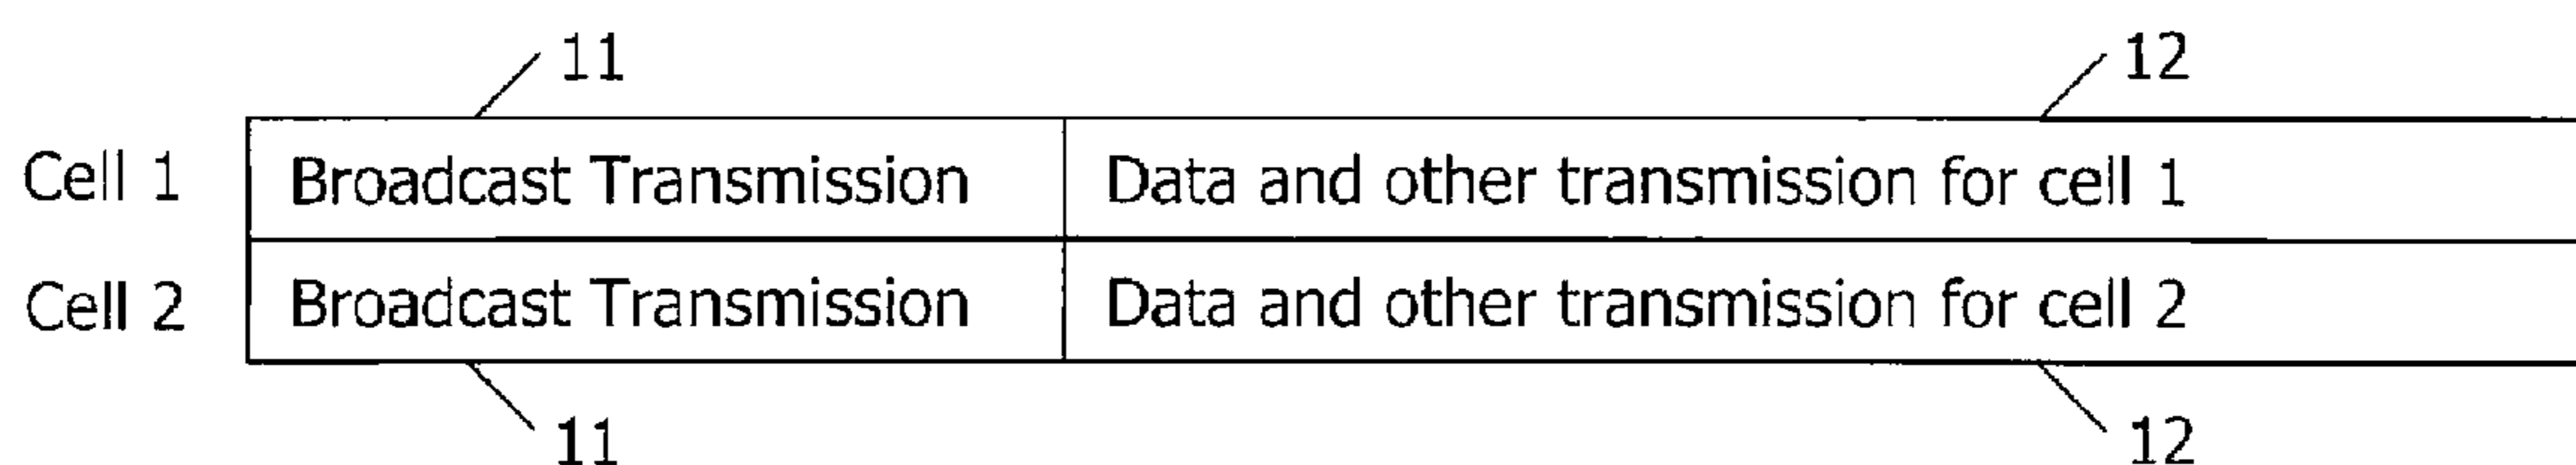 11 12
Cell 1 Broadcast Transmission Data and other transmission for cell 1
Cell 2 Broadcast Transmission Data and other transmission for cell 2
11 12